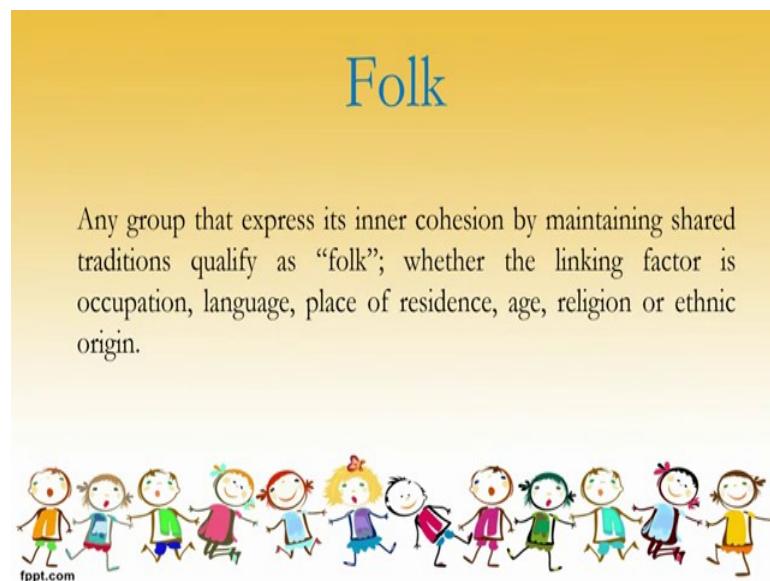 Folk
Any group that express its inner cohesion by maintaining shared
traditions qualify as “folk”; whether the linking factor is
occupation, language, place of residence, age, religion or ethnic
origin.
fppt.com